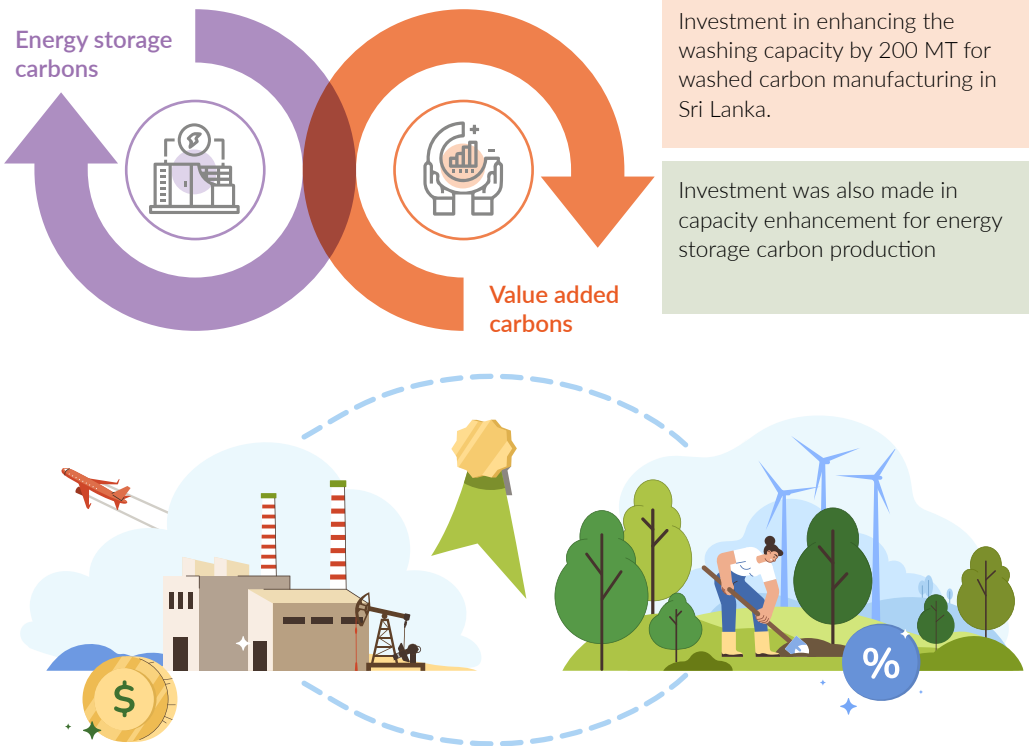 Energy storage
carbons
Value added
carbons
Investment in enhancing the
washing capacity by 200 MT for
washed carbon manufacturing in
Sri Lanka.
Investment was also made in
capacity enhancement for energy
storage carbon production
$
%